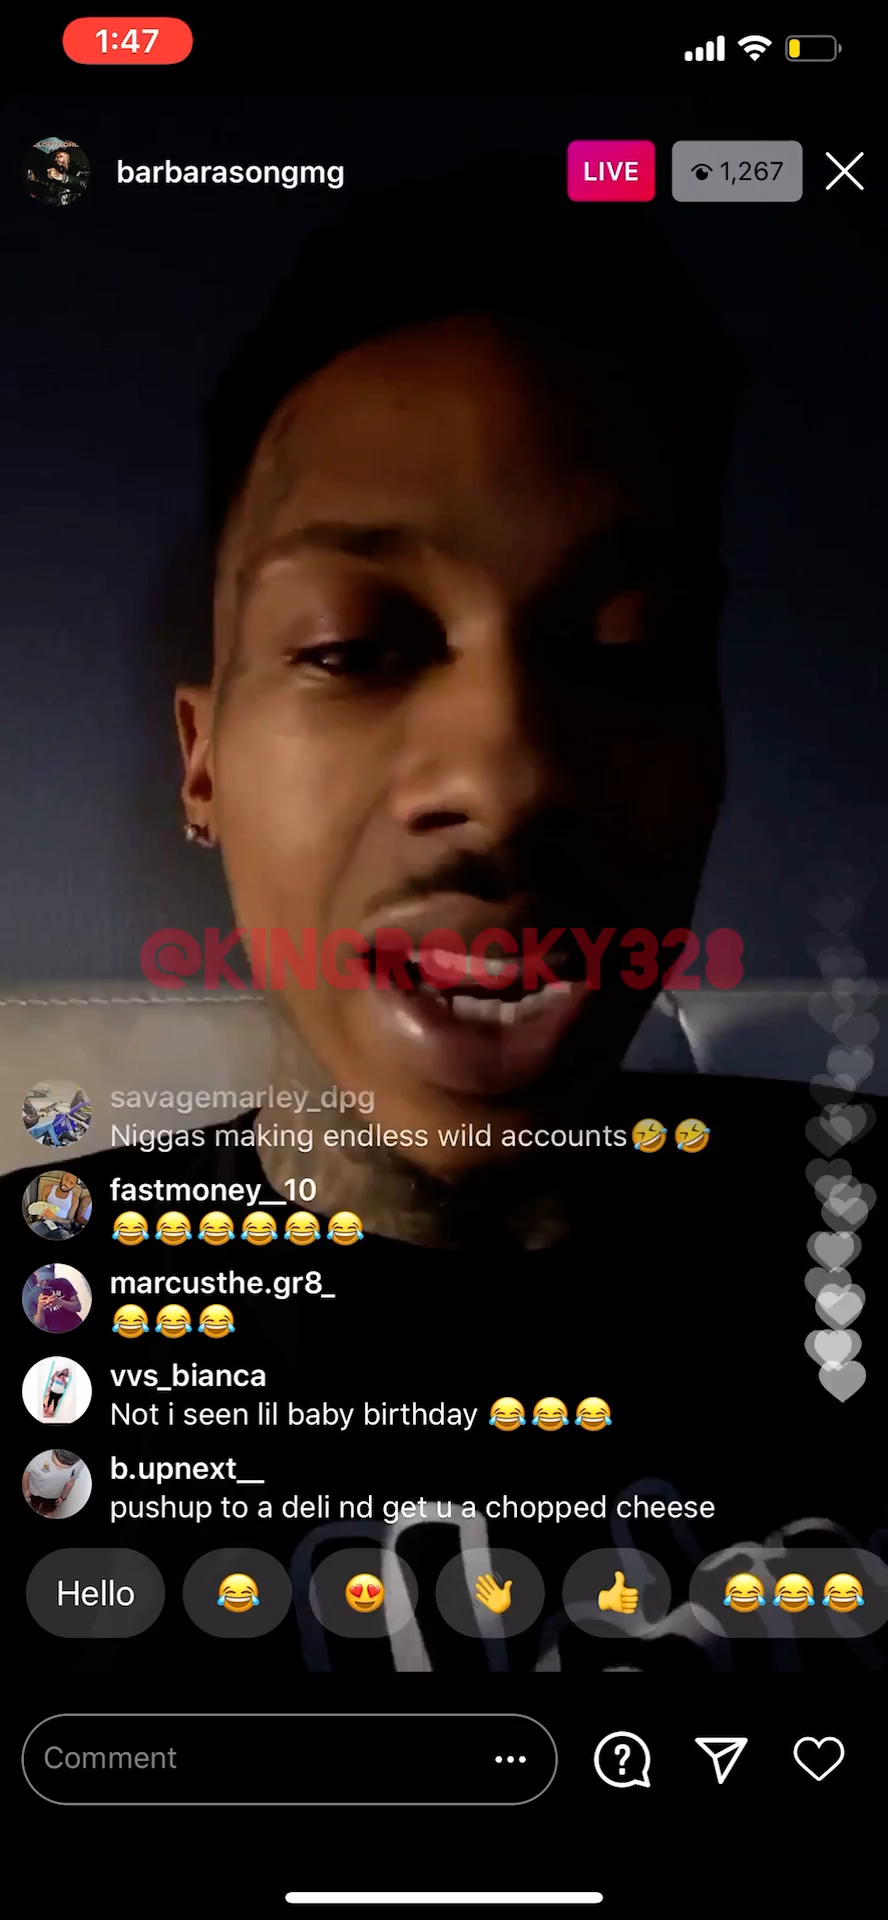 1:47
barbarasongmg
LIVE
1,267
@KINGROCKY328
savagemarley_dpg
Niggas making endless wild accounts🤣🤣
fastmoney__10
😂😂😂😂😂😂
marcusthe.gr8_
😂😂😂
vvs_bianca
Not i seen lil baby birthday 😂😂😂
b.upnext__
pushup to a deli nd get u a chopped cheese
Hello 😂 😍 👋 👍 😂😂😂
Comment